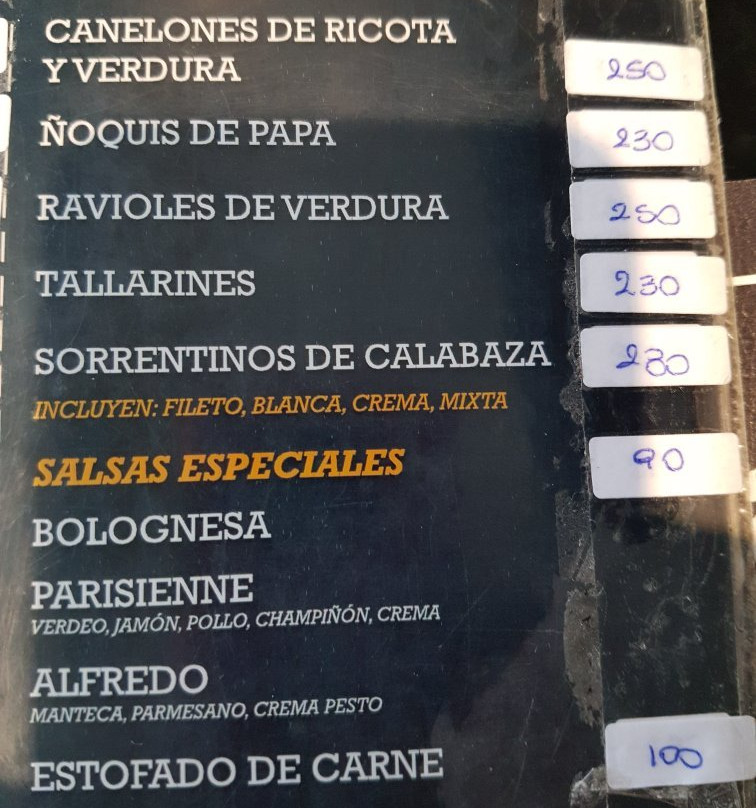 CANELONES DE RICOTA
Y VERDURA 250
ÑOQUIS DE PAPA 230
RAVIOLES DE VERDURA 250
TALLARINES 230
SORRENTINOS DE CALABAZA 280
INCLUYEN: FILETO, BLANCA, CREMA, MIXTA
SALSAS ESPECIALES 90
BOLOGNESA
PARISIENNE
VERDEO, JAMÓN, POLLO, CHAMPIÑÓN, CREMA
ALFREDO
MANTECA, PARMESANO, CREMA PESTO
ESTOFADO DE CARNE 100